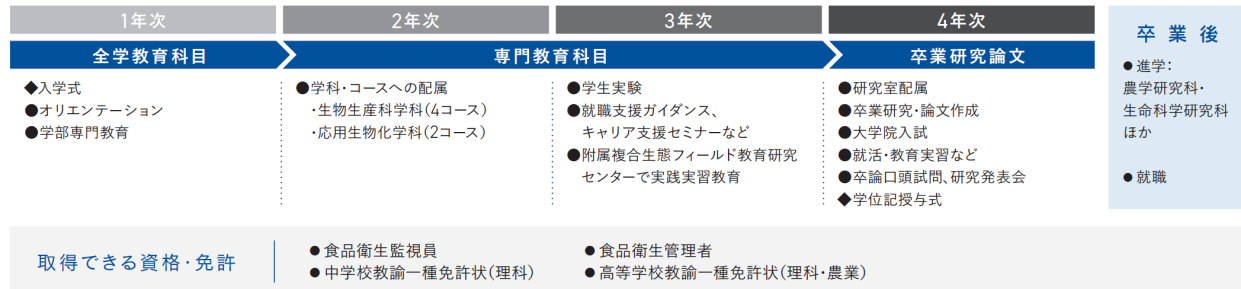 1年次
2年次
3年次
4年次
全学教育科目
専門教育科目
卒業研究論文
◆入学式
●オリエンテーション
●学部専門教育
●学科・コースへの配属
・生物生産科学科(4コース)
・応用生物化学科(2コース)
●学生実験
●就職支援ガイダンス、
キャリア支援セミナーなど
●附属複合生態フィールド教育研究
センターで実践実習教育
●研究室配属
●卒業研究・論文作成
●大学院入試
●就活・教育実習など
●卒論口頭試問、研究発表会
◆学位記授与式
卒業後
●進学：
農学研究科・
生命科学研究科
ほか
●就職
取得できる資格・免許
●食品衛生監視員
●中学校教諭一種免許状(理科)
●食品衛生管理者
●高等学校教諭一種免許状(理科・農業)